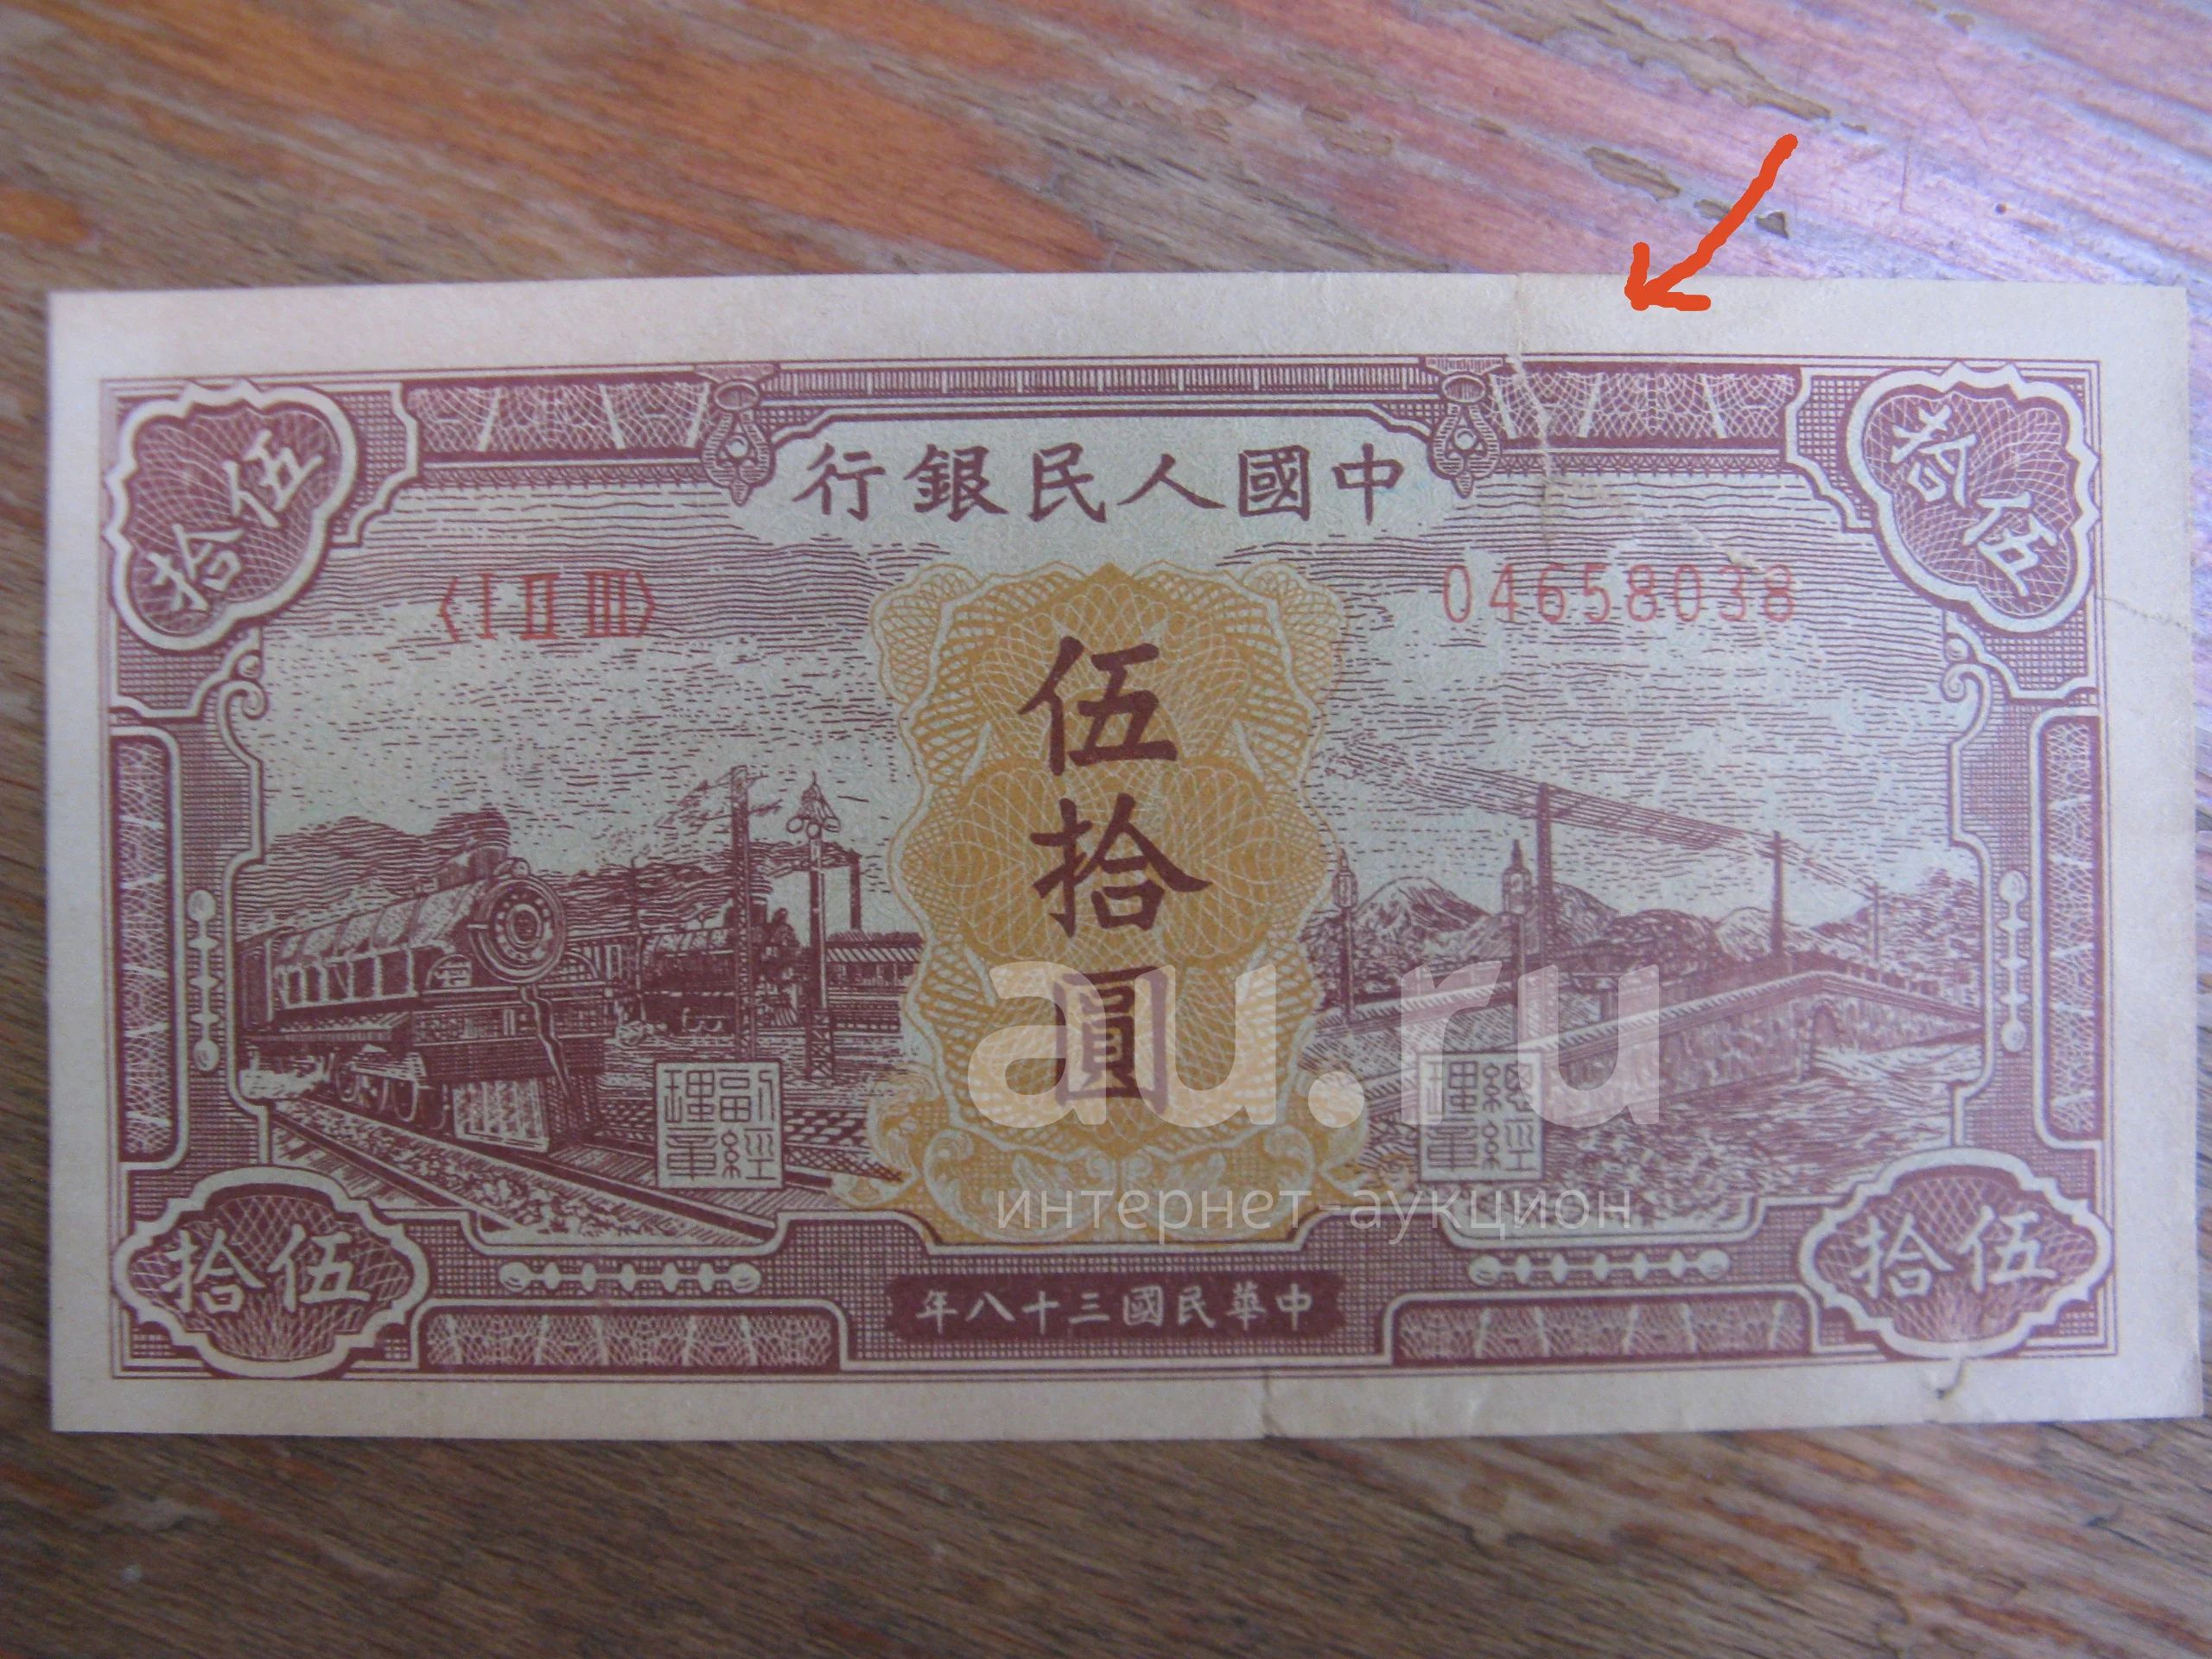 伍拾
中國人民銀行
伍拾
〈I II III〉
04658038
伍拾圓
au.ru
總經理章
副經理章
интернет-аукцион
伍拾
中華民國三十八年
伍拾